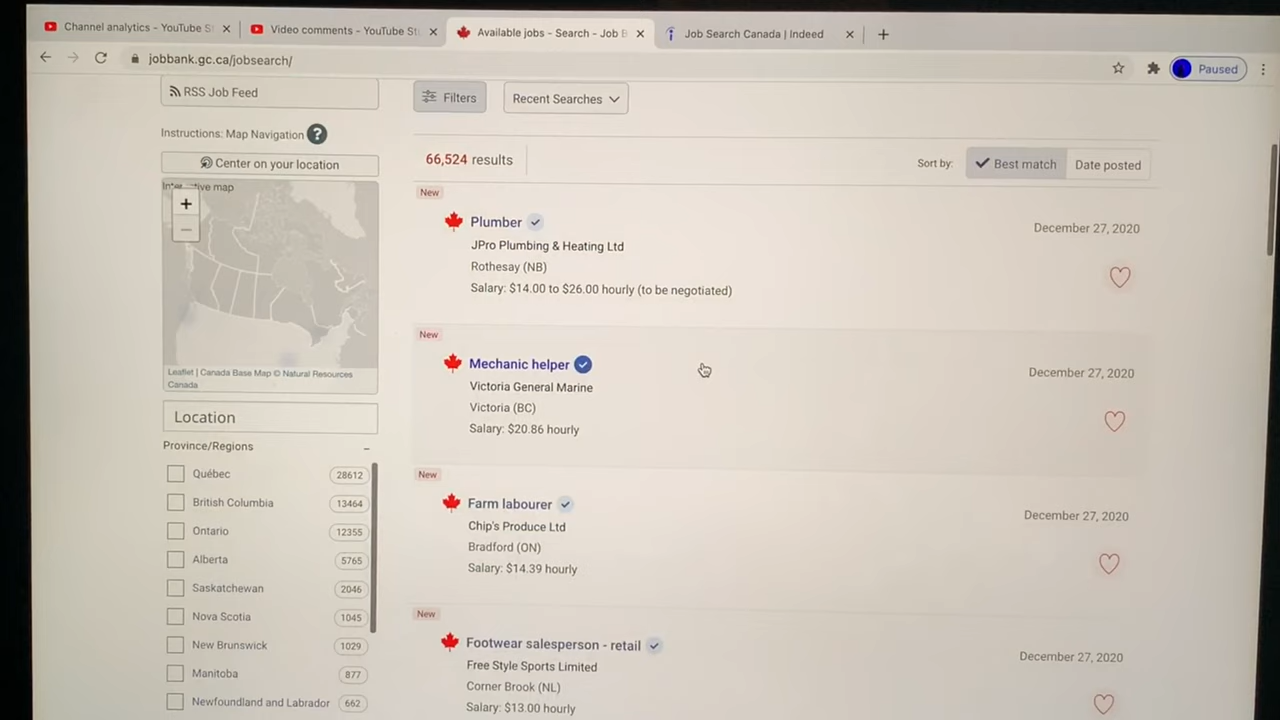 Channel analytics - YouTube S
Video comments - YouTube St
Available jobs - Search - Job B
Job Search Canada | Indeed
jobbank.gc.ca/jobsearch/
Paused
RSS Job Feed
Filters
Recent Searches
Instructions: Map Navigation ?
Center on your location
66,524 results
Sort by:
Best match
Date posted
+
−
Leaflet | Canada Base Map © Natural Resources
Canada
Location
Province/Regions
Québec 28612
British Columbia 13464
Ontario 12355
Alberta 5765
Saskatchewan 2046
Nova Scotia 1045
New Brunswick 1029
Manitoba 877
Newfoundland and Labrador 662
New
Plumber
December 27, 2020
JPro Plumbing & Heating Ltd
Rothesay (NB)
Salary: $14.00 to $26.00 hourly (to be negotiated)
New
Mechanic helper
December 27, 2020
Victoria General Marine
Victoria (BC)
Salary: $20.86 hourly
New
Farm labourer
December 27, 2020
Chip's Produce Ltd
Bradford (ON)
Salary: $14.39 hourly
New
Footwear salesperson - retail
December 27, 2020
Free Style Sports Limited
Corner Brook (NL)
Salary: $13.00 hourly